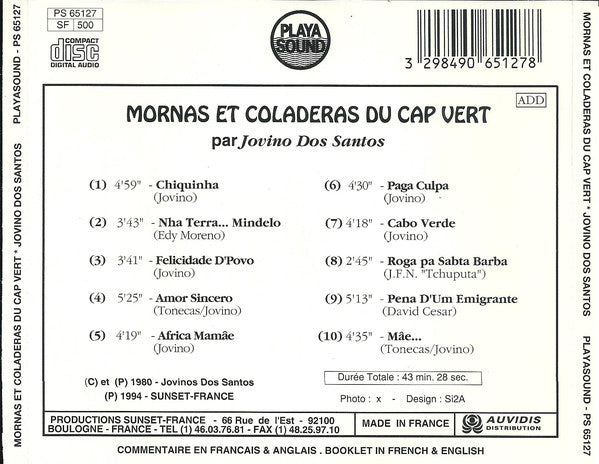 PS 65127
SF 500
COMPACT
disc
DIGITAL AUDIO
PLAYA
SOUND
3 298490 651278
ADD
MORNAS ET COLADERAS DU CAP VERT
par Jovino Dos Santos
(1) 4'59" - Chiquinha
(Jovino)
(2) 3'43" - Nha Terra... Mindelo
(Edy Moreno)
(3) 3'41" - Felicidade D'Povo
(Jovino)
(4) 5'25" - Amor Sincero
(Tonecas/Jovino)
(5) 4'19" - Africa Mamâe
(Jovino)
(6) 4'30" - Paga Culpa
(Jovino)
(7) 4'18" - Cabo Verde
(Jovino)
(8) 2'45" - Roga pa Sabta Barba
(J.F.N. "Tchuputa")
(9) 5'13" - Pena D'Um Emigrante
(David Cesar)
(10) 4'35" - Mâe...
(Tonecas/Jovino)
(C) et (P) 1980 - Jovinos Dos Santos
(P) 1994 - SUNSET-FRANCE
Durée Totale : 43 min. 28 sec.
Photo : x - Design : Si2A
PRODUCTIONS SUNSET-FRANCE - 66 Rue de l'Est - 92100
BOULOGNE - FRANCE - Tél (1) 46.03.76.81 - FAX (1) 48.25.97.10
MADE IN FRANCE
AUVIDIS
DISTRIBUTION
COMMENTAIRE EN FRANCAIS & ANGLAIS . BOOKLET IN FRENCH & ENGLISH
MORNAS ET COLADERAS DU CAP VERT * JOVINO DOS SANTOS PLAYASOUND - PS 65127
MORNAS ET COLADERAS DU CAP VERT * JOVINO DOS SANTOS PLAYASOUND - PS 65127